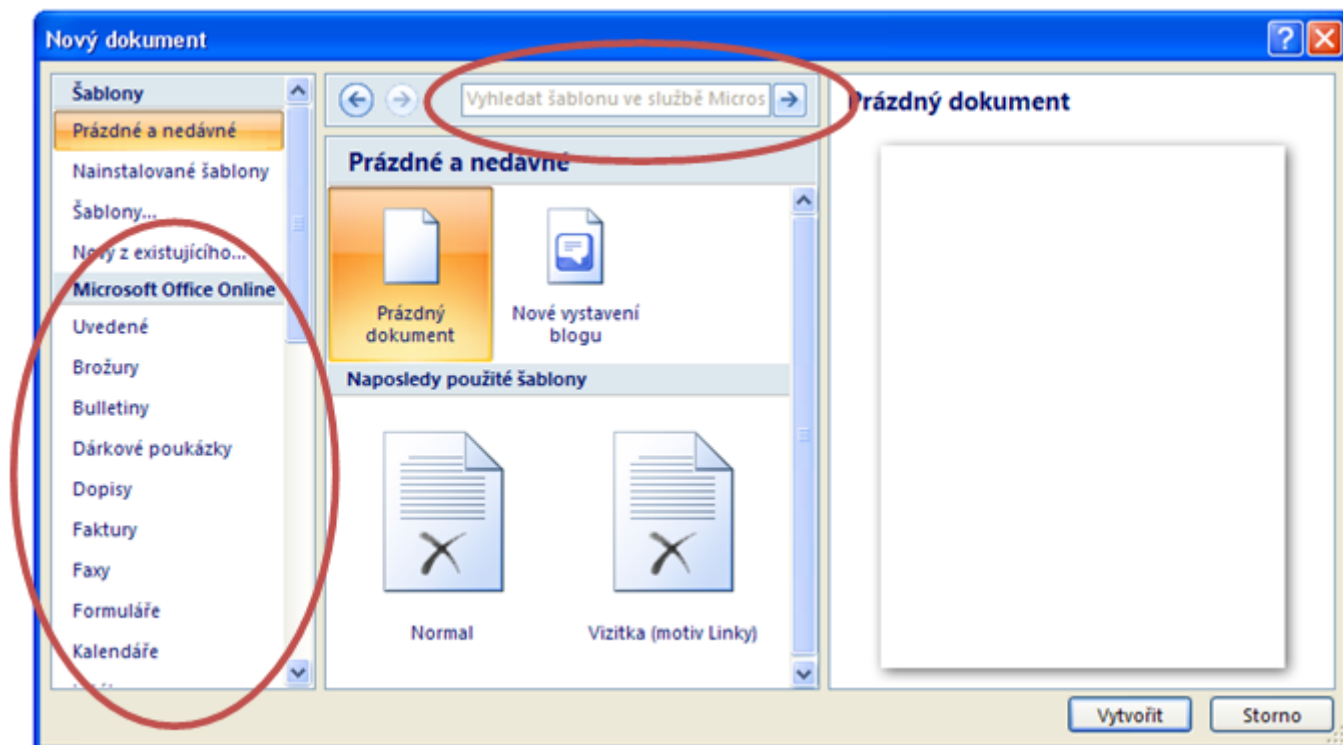 Nový dokument
Šablony
Prázdné a nedávné
Nainstalované šablony
Šablony...
Nový z existujícího...
Microsoft Office Online
Uvedené
Brožury
Bulletiny
Dárkové poukázky
Dopisy
Faktury
Faxy
Formuláře
Kalendáře
Vyhledat šablonu ve službě Micros
Prázdné a nedávné
Prázdný
dokument
Nové vystavení
blogu
Naposledy použité šablony
Normal
Vizitka (motiv Linky)
Prázdný dokument
Vytvořit
Storno